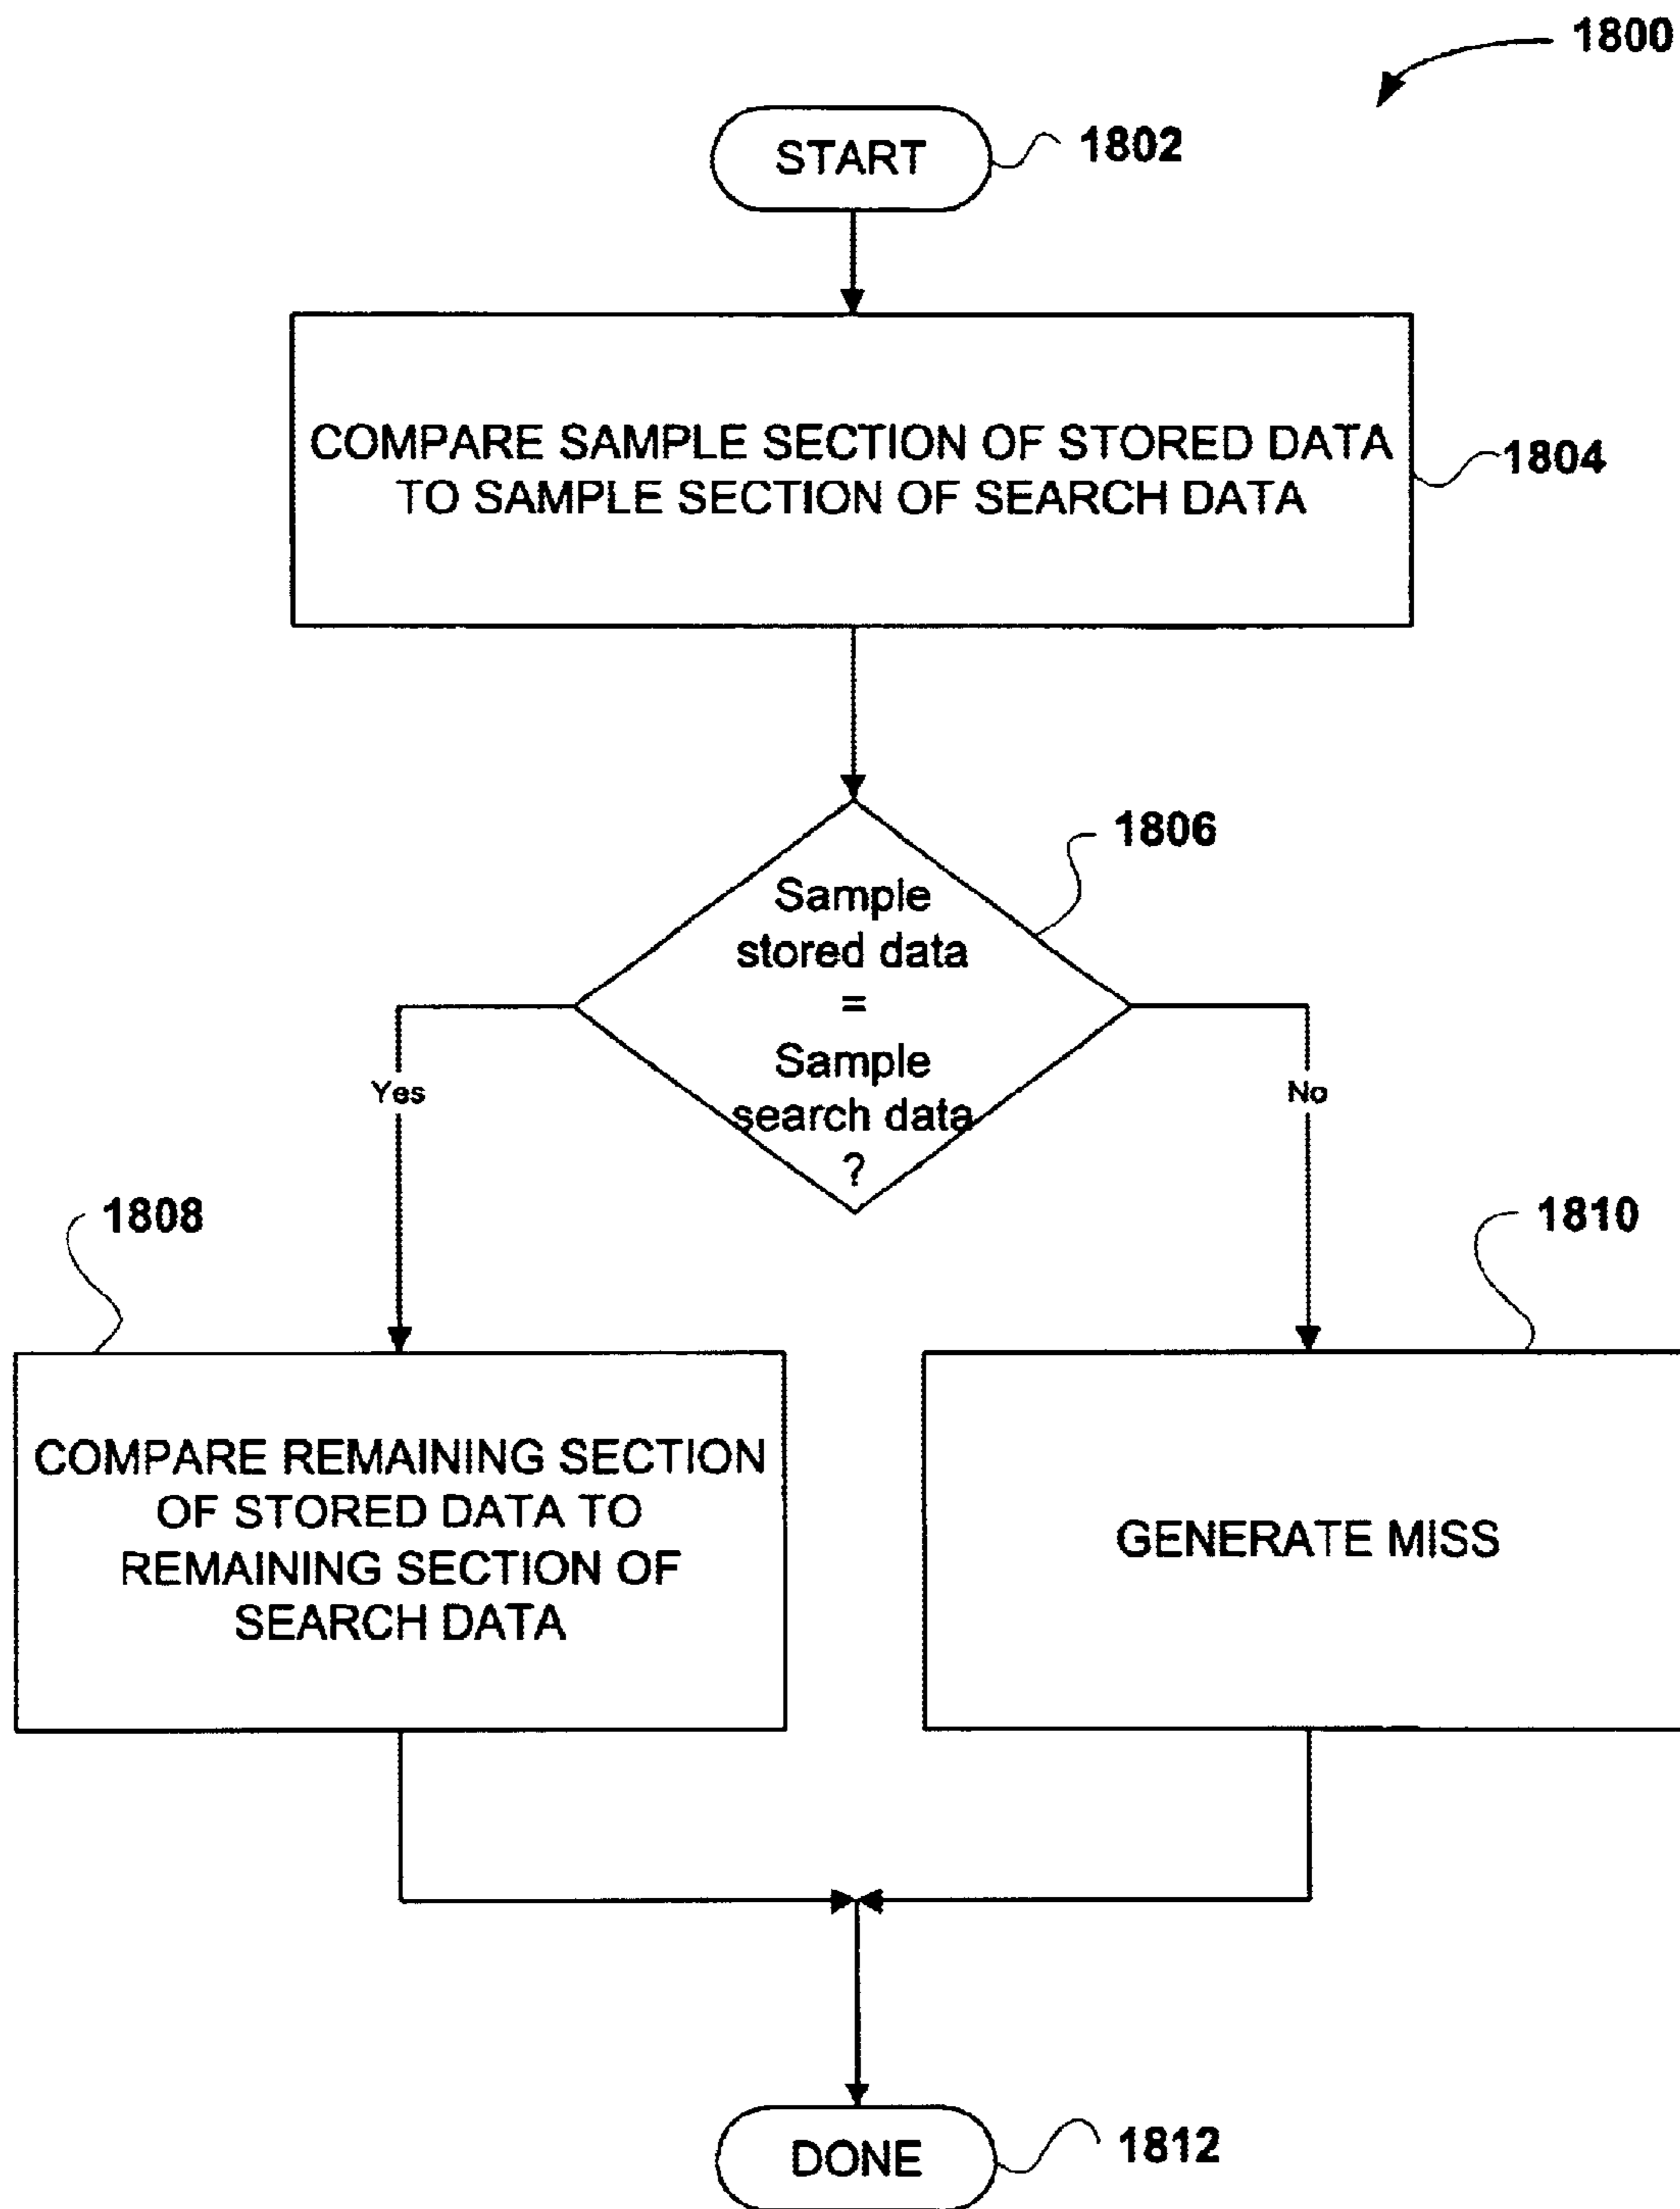 1800
START
1802
COMPARE SAMPLE SECTION OF STORED DATA
TO SAMPLE SECTION OF SEARCH DATA
1804
1806
Sample
stored data
=
Sample
search data
?
Yes
No
1808
1810
COMPARE REMAINING SECTION
OF STORED DATA TO
REMAINING SECTION OF
SEARCH DATA
GENERATE MISS
DONE
1812